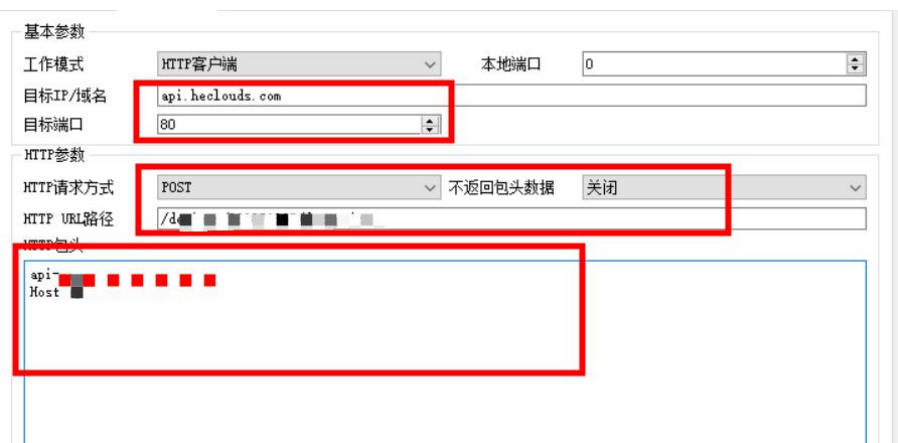 基本参数
工作模式 HTTP客户端 本地端口 0
目标IP/域名 api.heclouds.com
目标端口 80
HTTP参数
HTTP请求方式 POST 不返回包头数据 关闭
HTTP URL路径
HTTP包头
api-
Host